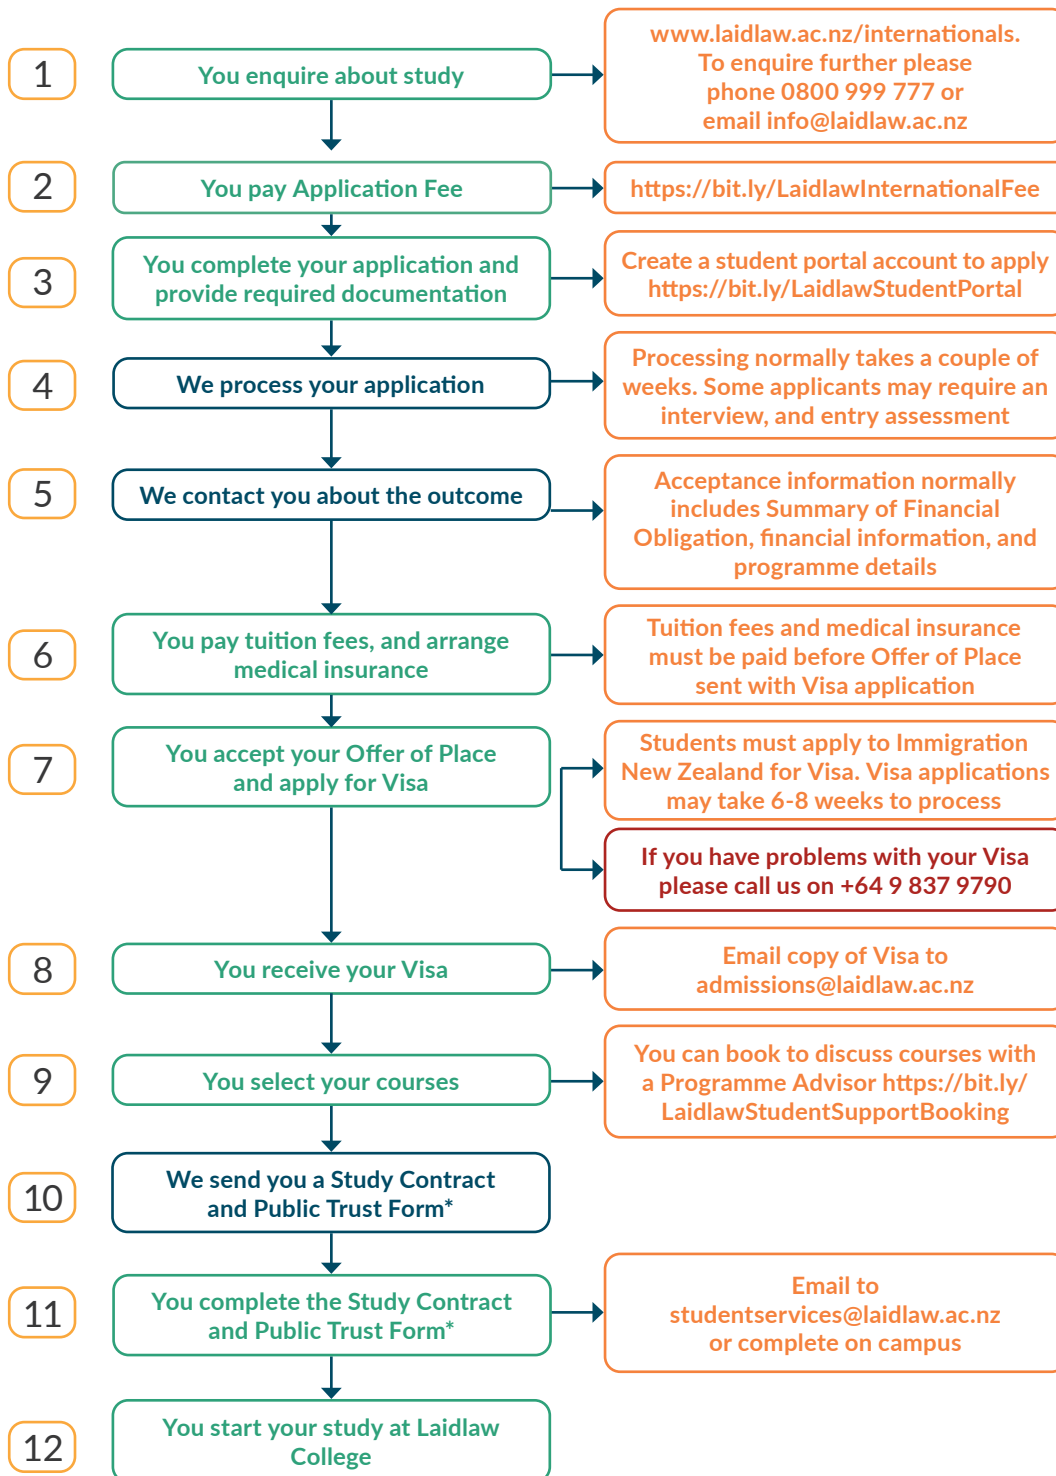 1
You enquire about study
www.laidlaw.ac.nz/internationals.
To enquire further please
phone 0800 999 777 or
email info@laidlaw.ac.nz
2
You pay Application Fee
https://bit.ly/LaidlawInternationalFee
3
You complete your application and
provide required documentation
Create a student portal account to apply
https://bit.ly/LaidlawStudentPortal
4
We process your application
Processing normally takes a couple of
weeks. Some applicants may require an
interview, and entry assessment
5
We contact you about the outcome
Acceptance information normally
includes Summary of Financial
Obligation, financial information, and
programme details
6
You pay tuition fees, and arrange
medical insurance
Tuition fees and medical insurance
must be paid before Offer of Place
sent with Visa application
7
You accept your Offer of Place
and apply for Visa
Students must apply to Immigration
New Zealand for Visa. Visa applications
may take 6-8 weeks to process
If you have problems with your Visa
please call us on +64 9 837 9790
8
You receive your Visa
Email copy of Visa to
admissions@laidlaw.ac.nz
9
You select your courses
You can book to discuss courses with
a Programme Advisor https://bit.ly/
LaidlawStudentSupportBooking
10
We send you a Study Contract
and Public Trust Form*
11
You complete the Study Contract
and Public Trust Form*
Email to
studentservices@laidlaw.ac.nz
or complete on campus
12
You start your study at Laidlaw
College